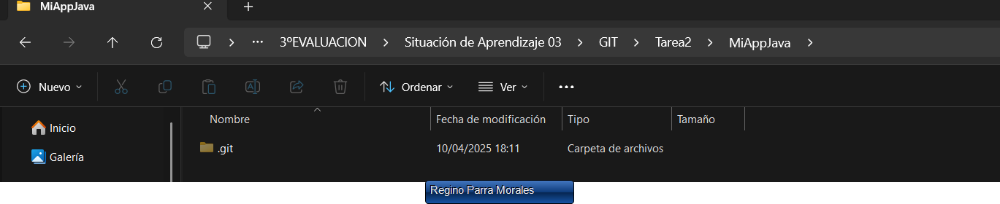 MiAppJava
3ºEVALUACION > Situación de Aprendizaje 03 > GIT > Tarea2 > MiAppJava >
Nuevo Ordenar Ver
Nombre Fecha de modificación Tipo Tamaño
Inicio
.git 10/04/2025 18:11 Carpeta de archivos
Galería
Regino Parra Morales